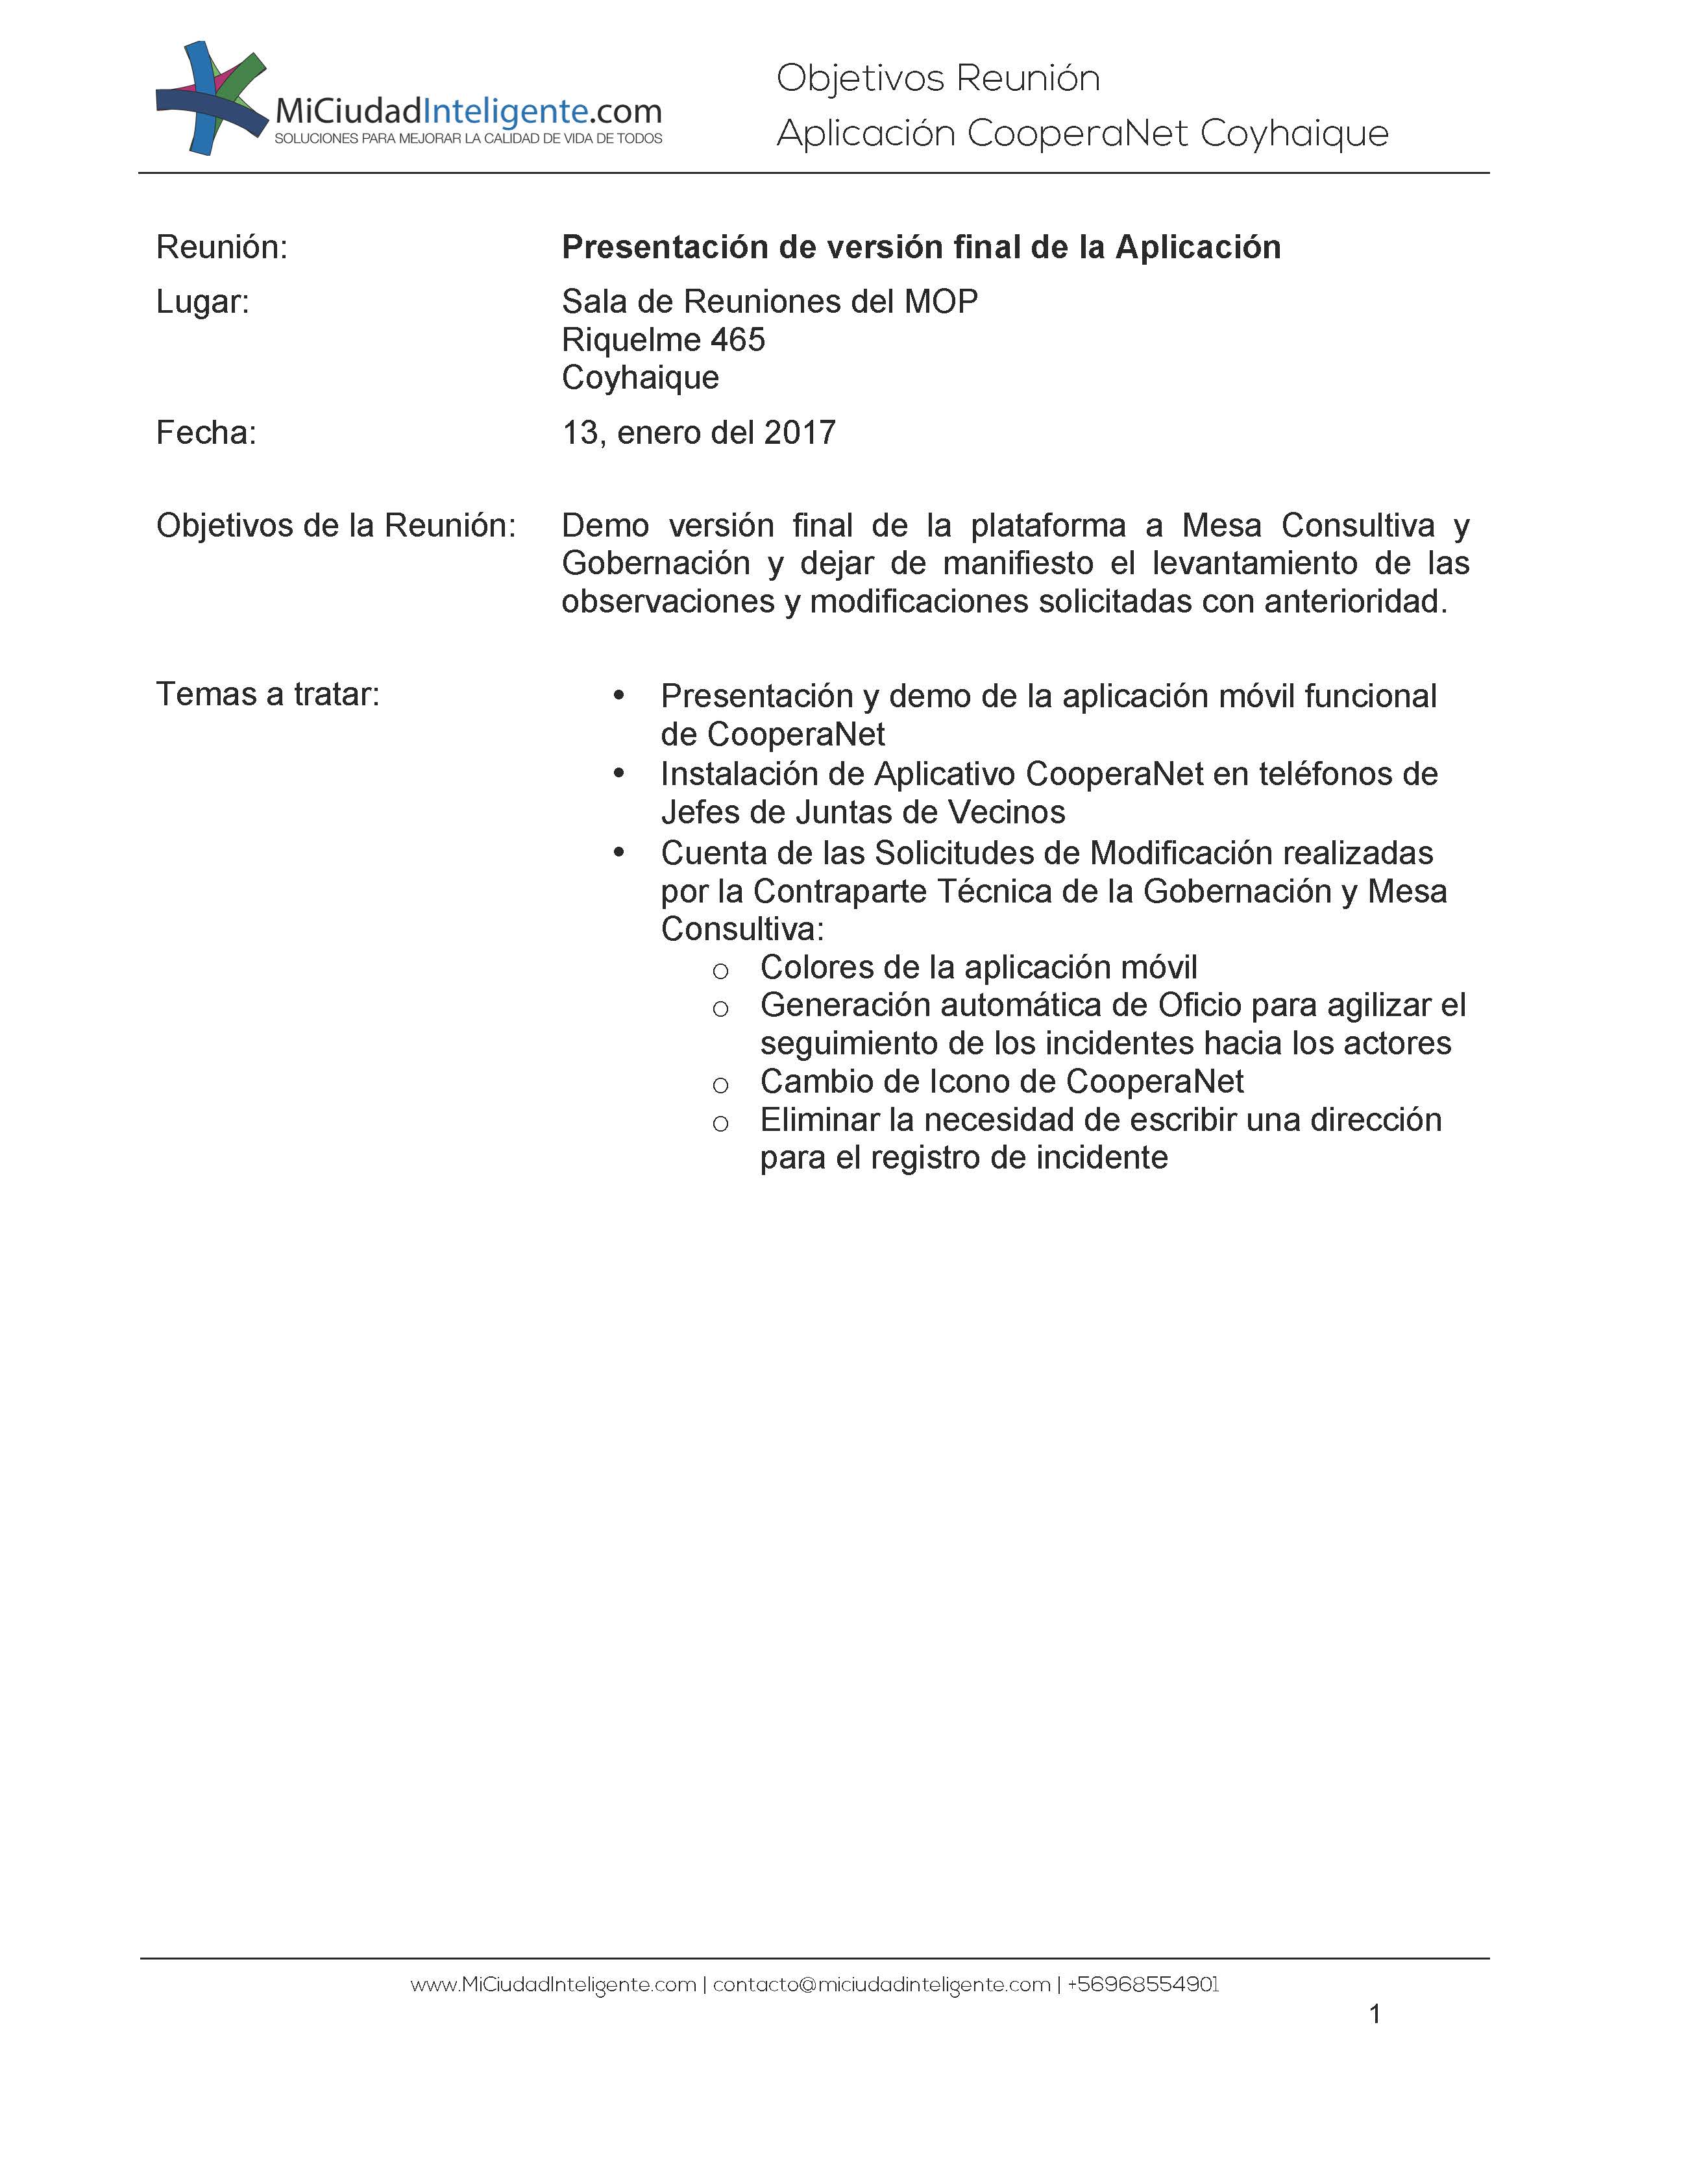 MiCiudadInteligente.com
SOLUCIONES PARA MEJORAR LA CALIDAD DE VIDA DE TODOS
Objetivos Reunión
Aplicación CooperaNet Coyhaique
Reunión: Presentación de versión final de la Aplicación
Lugar: Sala de Reuniones del MOP
Riquelme 465
Coyhaique
Fecha: 13, enero del 2017
Objetivos de la Reunión: Demo versión final de la plataforma a Mesa Consultiva y
Gobernación y dejar de manifiesto el levantamiento de las
observaciones y modificaciones solicitadas con anterioridad.
Temas a tratar: • Presentación y demo de la aplicación móvil funcional
de CooperaNet
• Instalación de Aplicativo CooperaNet en teléfonos de
Jefes de Juntas de Vecinos
• Cuenta de las Solicitudes de Modificación realizadas
por la Contraparte Técnica de la Gobernación y Mesa
Consultiva:
o Colores de la aplicación móvil
o Generación automática de Oficio para agilizar el
seguimiento de los incidentes hacia los actores
o Cambio de Icono de CooperaNet
o Eliminar la necesidad de escribir una dirección
para el registro de incidente
www.MiCiudadInteligente.com | contacto@miciudadinteligente.com | +56968554901
1